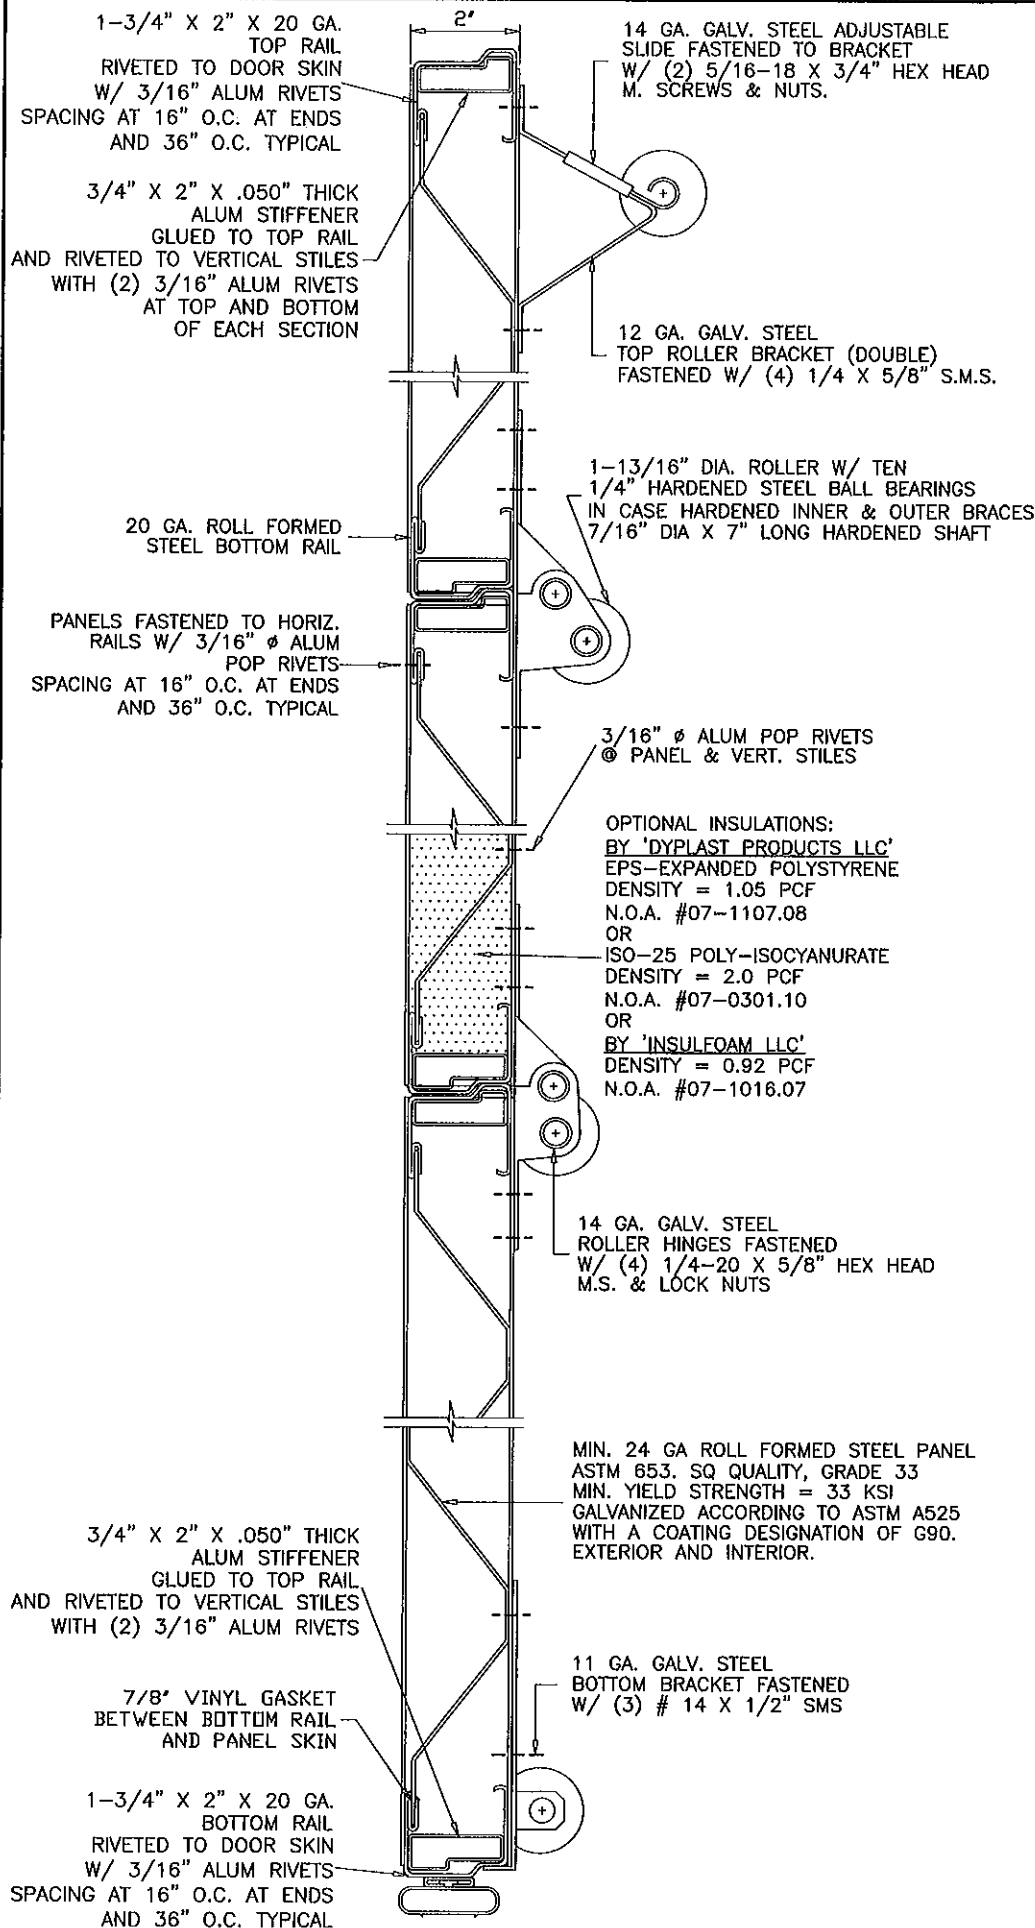 2"
1-3/4" X 2" X 20 GA.
TOP RAIL
RIVETED TO DOOR SKIN
W/ 3/16" ALUM RIVETS
SPACING AT 16" O.C. AT ENDS
AND 36" O.C. TYPICAL
14 GA. GALV. STEEL ADJUSTABLE
SLIDE FASTENED TO BRACKET
W/ (2) 5/16-18 X 3/4" HEX HEAD
M. SCREWS & NUTS.
3/4" X 2" X .050" THICK
ALUM STIFFENER
GLUED TO TOP RAIL
AND RIVETED TO VERTICAL STILES
WITH (2) 3/16" ALUM RIVETS
AT TOP AND BOTTOM
OF EACH SECTION
12 GA. GALV. STEEL
TOP ROLLER BRACKET (DOUBLE)
FASTENED W/ (4) 1/4 X 5/8" S.M.S.
1-13/16" DIA. ROLLER W/ TEN
1/4" HARDENED STEEL BALL BEARINGS
IN CASE HARDENED INNER & OUTER BRACES
7/16" DIA X 7" LONG HARDENED SHAFT
20 GA. ROLL FORMED
STEEL BOTTOM RAIL
PANELS FASTENED TO HORIZ.
RAILS W/ 3/16" ø ALUM
POP RIVETS
SPACING AT 16" O.C. AT ENDS
AND 36" O.C. TYPICAL
3/16" ø ALUM POP RIVETS
@ PANEL & VERT. STILES
OPTIONAL INSULATIONS:
BY 'DYPLAST PRODUCTS LLC'
EPS-EXPANDED POLYSTYRENE
DENSITY = 1.05 PCF
N.O.A. #07-1107.08
OR
ISO-25 POLY-ISOCYANURATE
DENSITY = 2.0 PCF
N.O.A. #07-0301.10
OR
BY 'INSULFOAM LLC'
DENSITY = 0.92 PCF
N.O.A. #07-1016.07
14 GA. GALV. STEEL
ROLLER HINGES FASTENED
W/ (4) 1/4-20 X 5/8" HEX HEAD
M.S. & LOCK NUTS
MIN. 24 GA ROLL FORMED STEEL PANEL
ASTM 653. SQ QUALITY, GRADE 33
MIN. YIELD STRENGTH = 33 KSI
GALVANIZED ACCORDING TO ASTM A525
WITH A COATING DESIGNATION OF G90.
EXTERIOR AND INTERIOR.
3/4" X 2" X .050" THICK
ALUM STIFFENER
GLUED TO TOP RAIL
AND RIVETED TO VERTICAL STILES
WITH (2) 3/16" ALUM RIVETS
11 GA. GALV. STEEL
BOTTOM BRACKET FASTENED
W/ (3) # 14 X 1/2" SMS
7/8" VINYL GASKET
BETWEEN BOTTOM RAIL
AND PANEL SKIN
1-3/4" X 2" X 20 GA.
BOTTOM RAIL
RIVETED TO DOOR SKIN
W/ 3/16" ALUM RIVETS
SPACING AT 16" O.C. AT ENDS
AND 36" O.C. TYPICAL